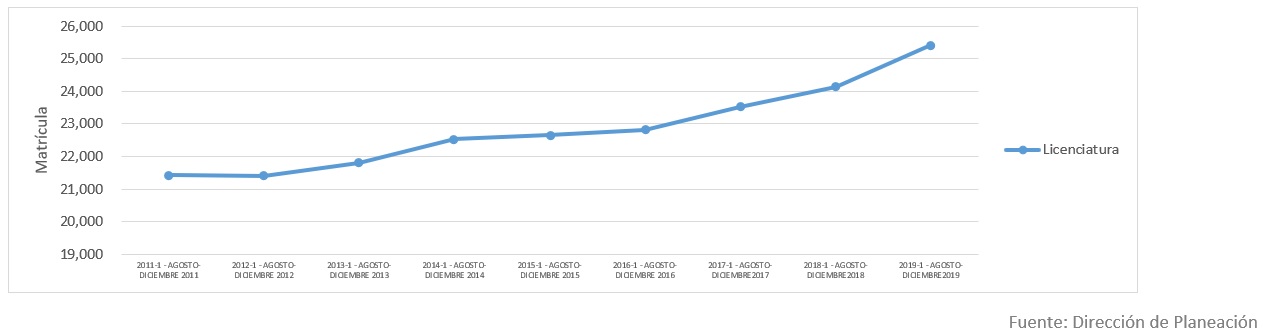 26,000
25,000
24,000
23,000
22,000
21,000
20,000
19,000
Matrícula
2011-1 - AGOSTO-
DICIEMBRE 2011
2012-1 - AGOSTO-
DICIEMBRE 2012
2013-1 - AGOSTO-
DICIEMBRE 2013
2014-1 - AGOSTO-
DICIEMBRE 2014
2015-1 - AGOSTO-
DICIEMBRE 2015
2016-1 - AGOSTO-
DICIEMBRE 2016
2017-1 - AGOSTO-
DICIEMBRE2017
2018-1 - AGOSTO-
DICIEMBRE2018
2019-1 - AGOSTO-
DICIEMBRE2019
Licenciatura
Fuente: Dirección de Planeación